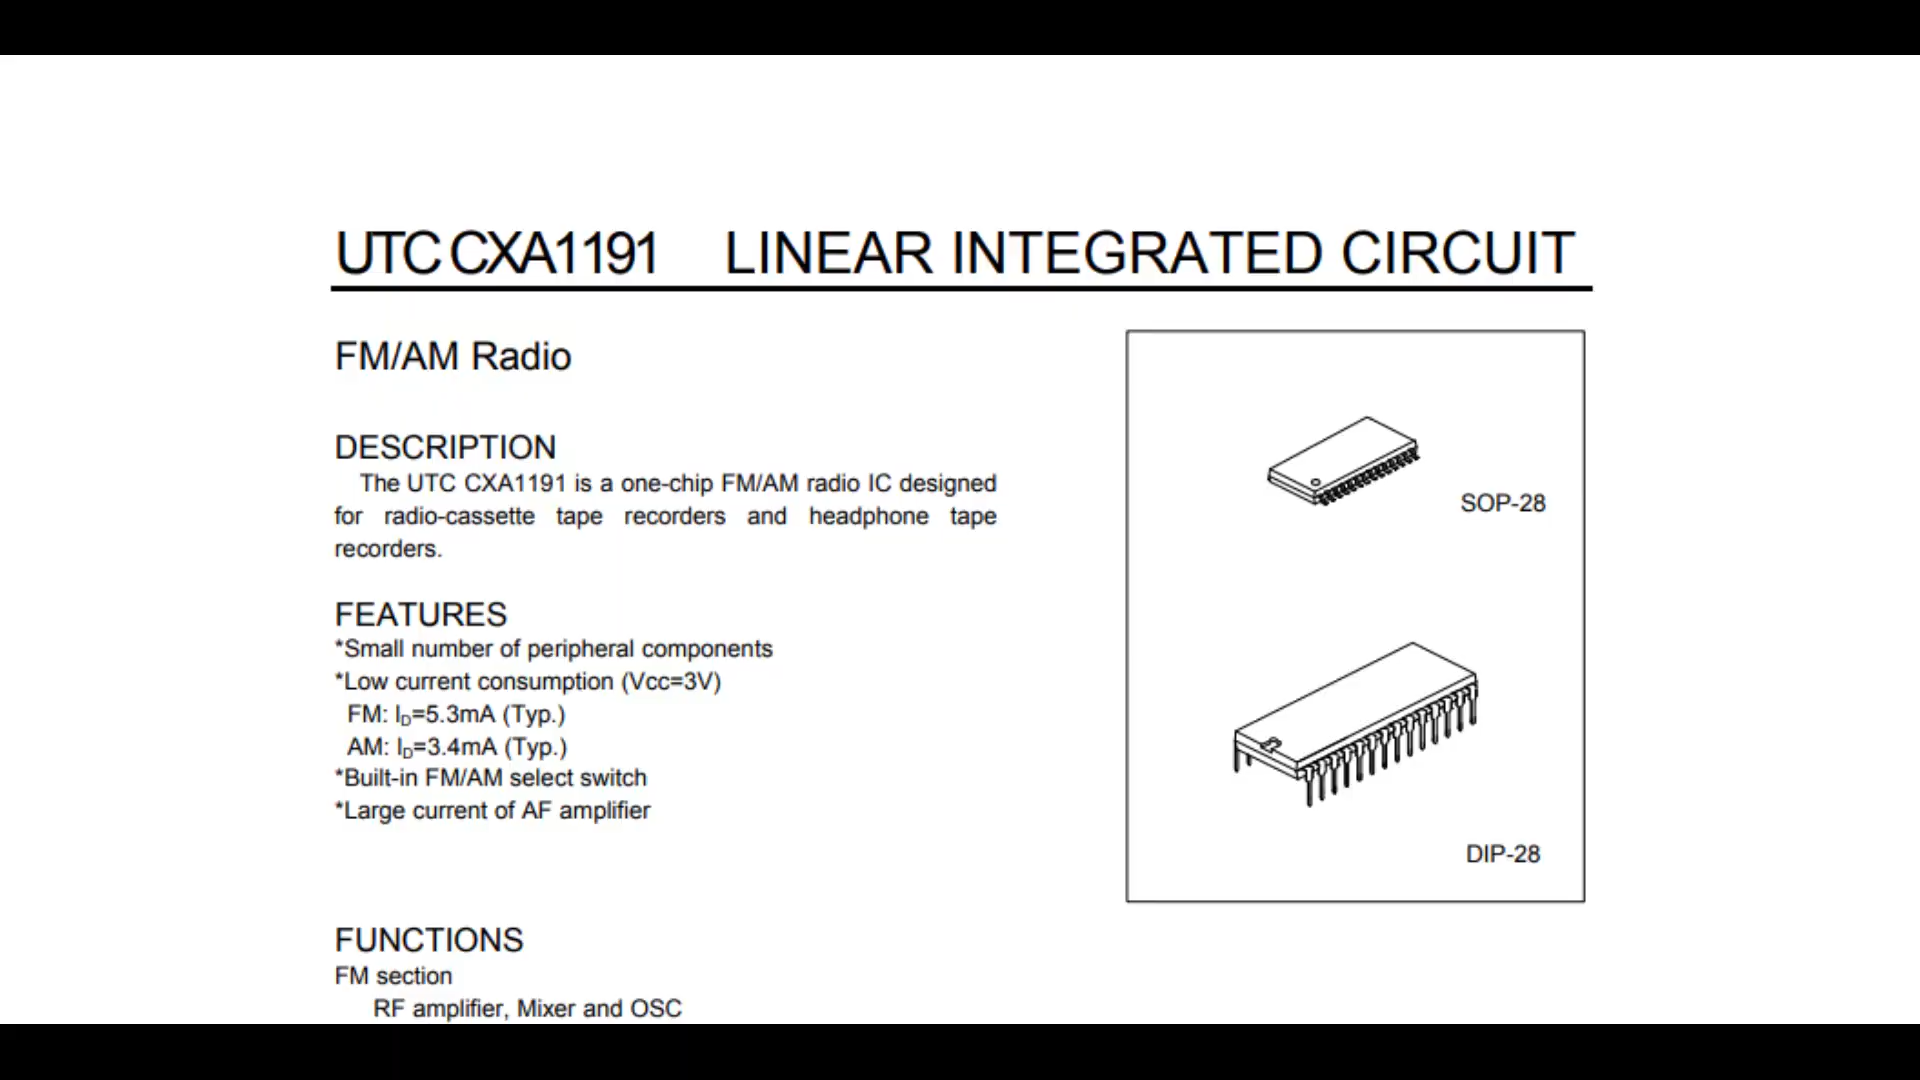 UTC CXA1191 LINEAR INTEGRATED CIRCUIT
FM/AM Radio
DESCRIPTION
The UTC CXA1191 is a one-chip FM/AM radio IC designed
for radio-cassette tape recorders and headphone tape
recorders.
FEATURES
*Small number of peripheral components
*Low current consumption (Vcc=3V)
FM: ID=5.3mA (Typ.)
AM: ID=3.4mA (Typ.)
*Built-in FM/AM select switch
*Large current of AF amplifier
SOP-28
DIP-28
FUNCTIONS
FM section
RF amplifier, Mixer and OSC